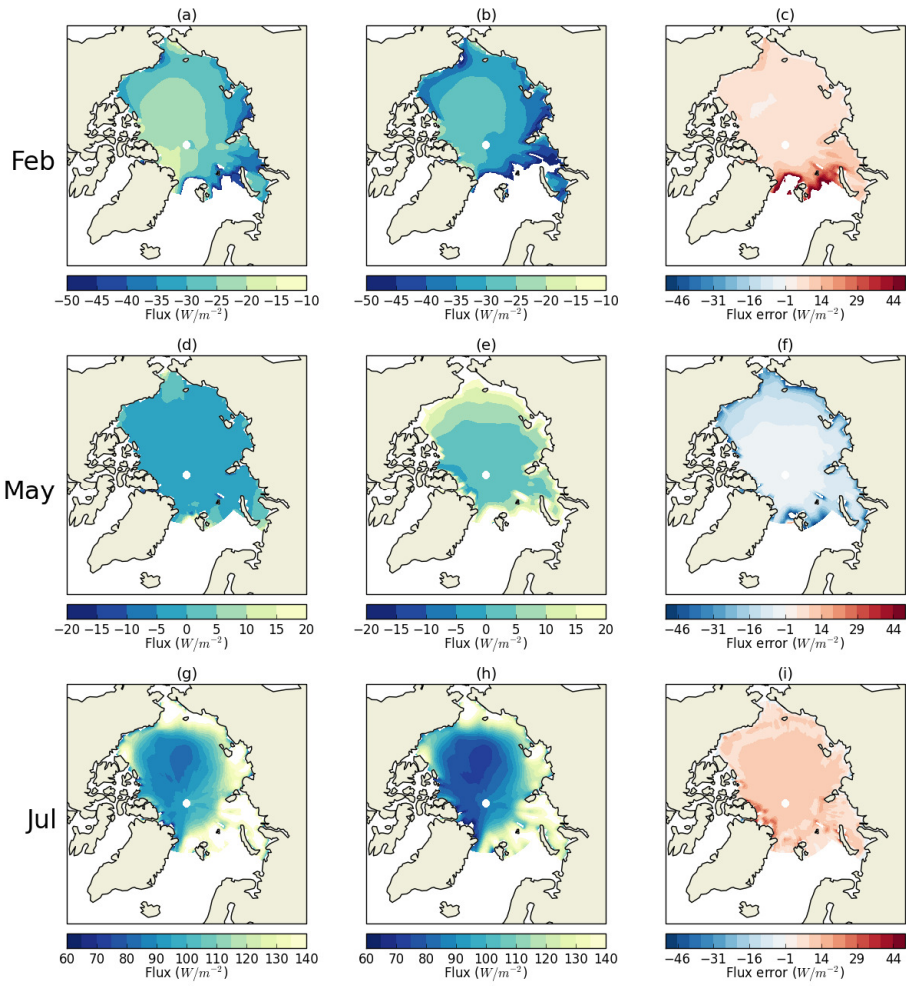 (a) (b) (c)
Feb
−50 −45 −40 −35 −30 −25 −20 −15 −10 −50 −45 −40 −35 −30 −25 −20 −15 −10 −46 −31 −16 −1 14 29 44
Flux (W/m⁻²) Flux (W/m⁻²) Flux error (W/m⁻²)
(d) (e) (f)
May
−20 −15 −10 −5 0 5 10 15 20 −20 −15 −10 −5 0 5 10 15 20 −46 −31 −16 −1 14 29 44
Flux (W/m⁻²) Flux (W/m⁻²) Flux error (W/m⁻²)
(g) (h) (i)
Jul
60 70 80 90 100 110 120 130 140 60 70 80 90 100 110 120 130 140 −46 −31 −16 −1 14 29 44
Flux (W/m⁻²) Flux (W/m⁻²) Flux error (W/m⁻²)